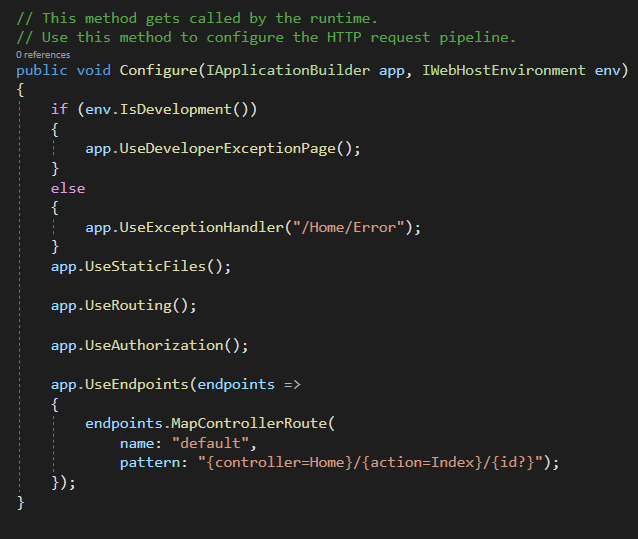 // This method gets called by the runtime.
// Use this method to configure the HTTP request pipeline.
0 references
public void Configure(IApplicationBuilder app, IWebHostEnvironment env)
{
    if (env.IsDevelopment())
    {
        app.UseDeveloperExceptionPage();
    }
    else
    {
        app.UseExceptionHandler("/Home/Error");
    }
    app.UseStaticFiles();

    app.UseRouting();

    app.UseAuthorization();

    app.UseEndpoints(endpoints =>
    {
        endpoints.MapControllerRoute(
            name: "default",
            pattern: "{controller=Home}/{action=Index}/{id?}");
    });
}